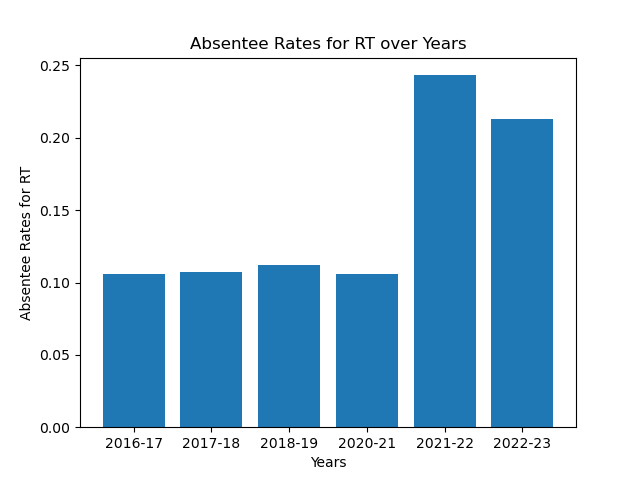 Absentee Rates for RT over Years
Absentee Rates for RT
0.25
0.20
0.15
0.10
0.05
0.00
2016-17 2017-18 2018-19 2020-21 2021-22 2022-23
Years